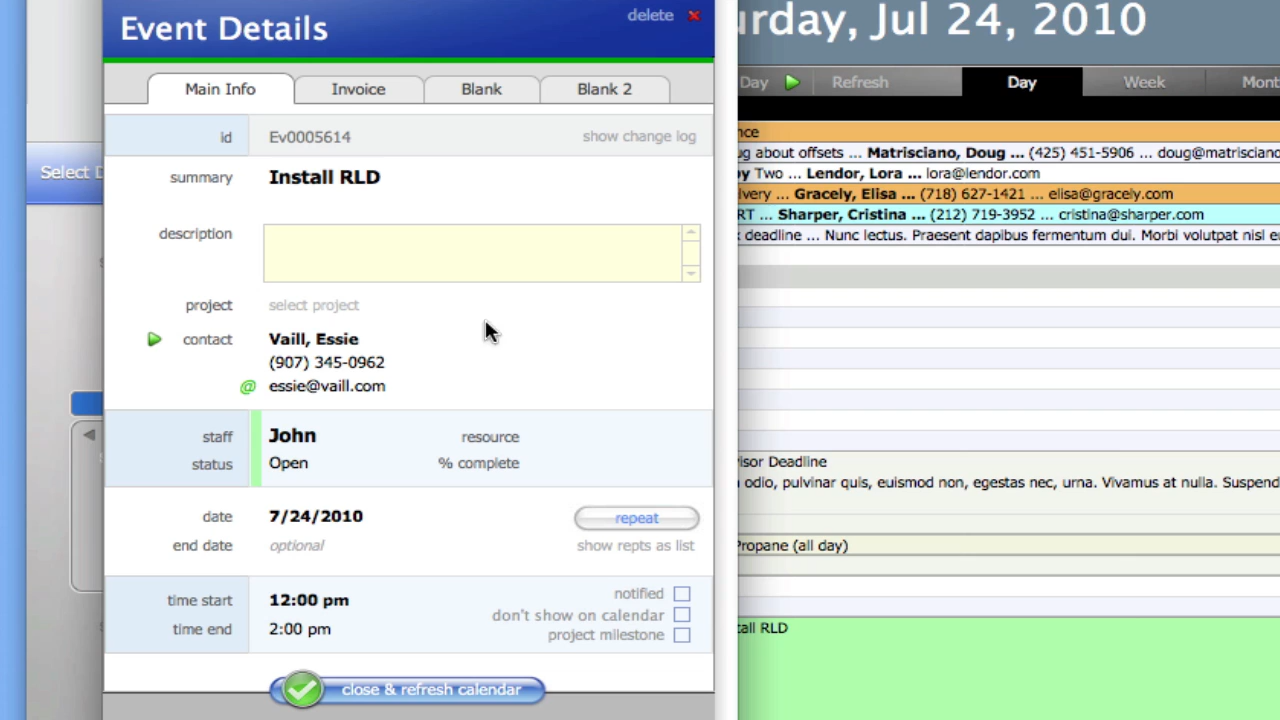 Event Details
delete
Main Info
Invoice
Blank
Blank 2
id Ev0005614 show change log
summary Install RLD
description
project select project
contact Vaill, Essie
(907) 345-0962
@ essie@vaill.com
staff John resource
status Open % complete
date 7/24/2010 repeat
end date optional show repts as list
time start 12:00 pm notified
don't show on calendar
time end 2:00 pm
project milestone
close & refresh calendar
Select
urday, Jul 24, 2010
Day Refresh Day Week Mont
nce
ug about offsets ... Matrisciano, Doug ... (425) 451-5906 ... doug@matrisciano
by Two ... Lendor, Lora ... lora@lendor.com
livery ... Gracely, Elisa ... (718) 627-1421 ... elisa@gracely.com
RT ... Sharper, Cristina ... (212) 719-3952 ... cristina@sharper.com
deadline ... Nunc lectus. Praesent dapibus fermentum dui. Morbi volutpat nisl
isor Deadline
odio, pulvinar quis, euismod non, egestas nec, urna. Vivamus at nulla. Suspend
Propane (all day)
tall RLD